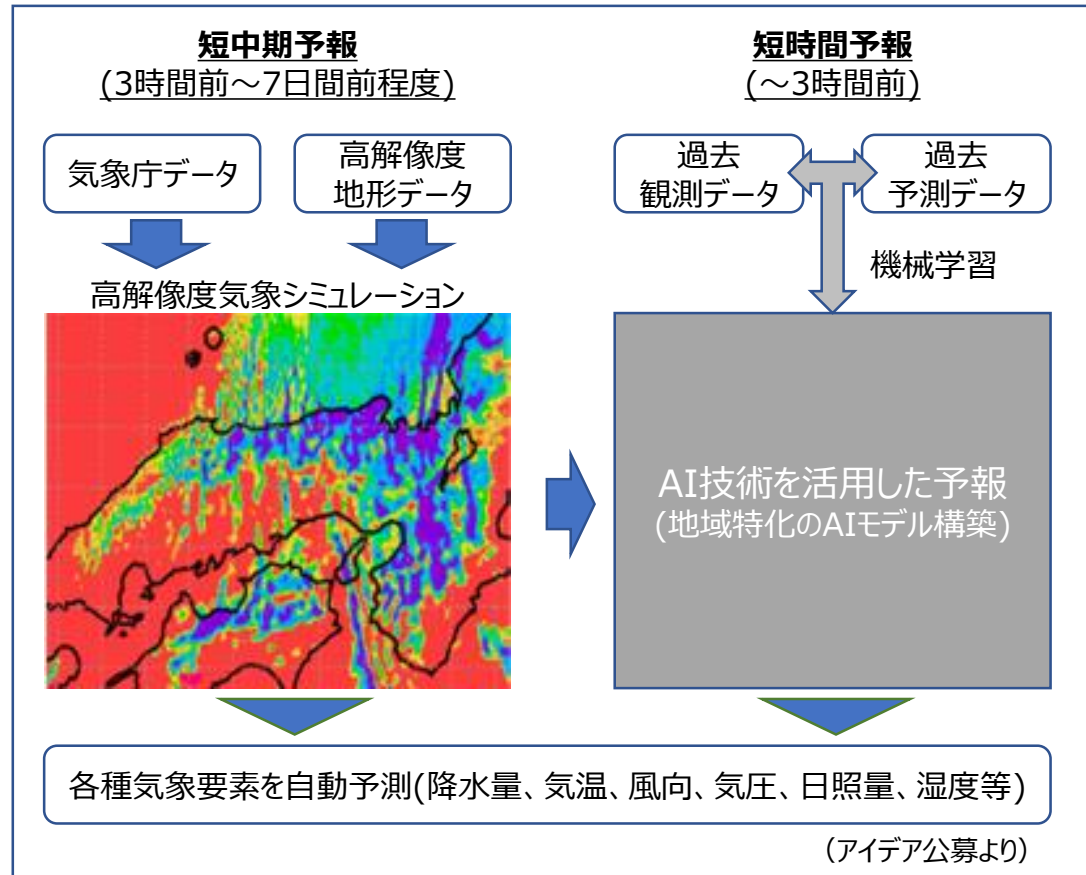 短中期予報
(3時間前～7日間前程度)
気象庁データ
高解像度
地形データ
高解像度気象シミュレーション
短時間予報
(～3時間前)
過去
観測データ
過去
予測データ
機械学習
AI技術を活用した予報
(地域特化のAIモデル構築)
各種気象要素を自動予測(降水量、気温、風向、気圧、日照量、湿度等)
(アイデア公募より)